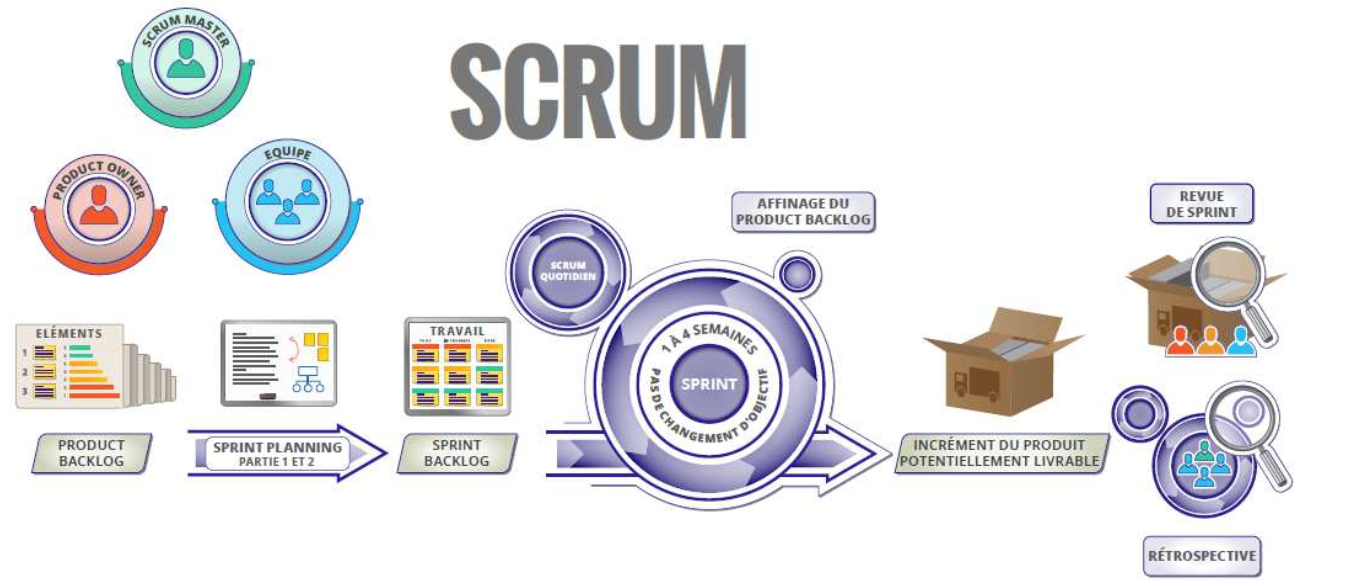 SCRUM MASTER
SCRUM
PRODUCT OWNER
EQUIPE
AFFINAGE DU
PRODUCT BACKLOG
REVUE
DE SPRINT
SCRUM
QUOTIDIEN
ELÉMENTS
1
2
3
TRAVAIL
1 À 4 SEMAINES
SPRINT
PAS DE CHANGEMENT D'OBJECTIF
PRODUCT
BACKLOG
SPRINT PLANNING
PARTIE 1 ET 2
SPRINT
BACKLOG
INCRÉMENT DU PRODUIT
POTENTIELLEMENT LIVRABLE
RÉTROSPECTIVE